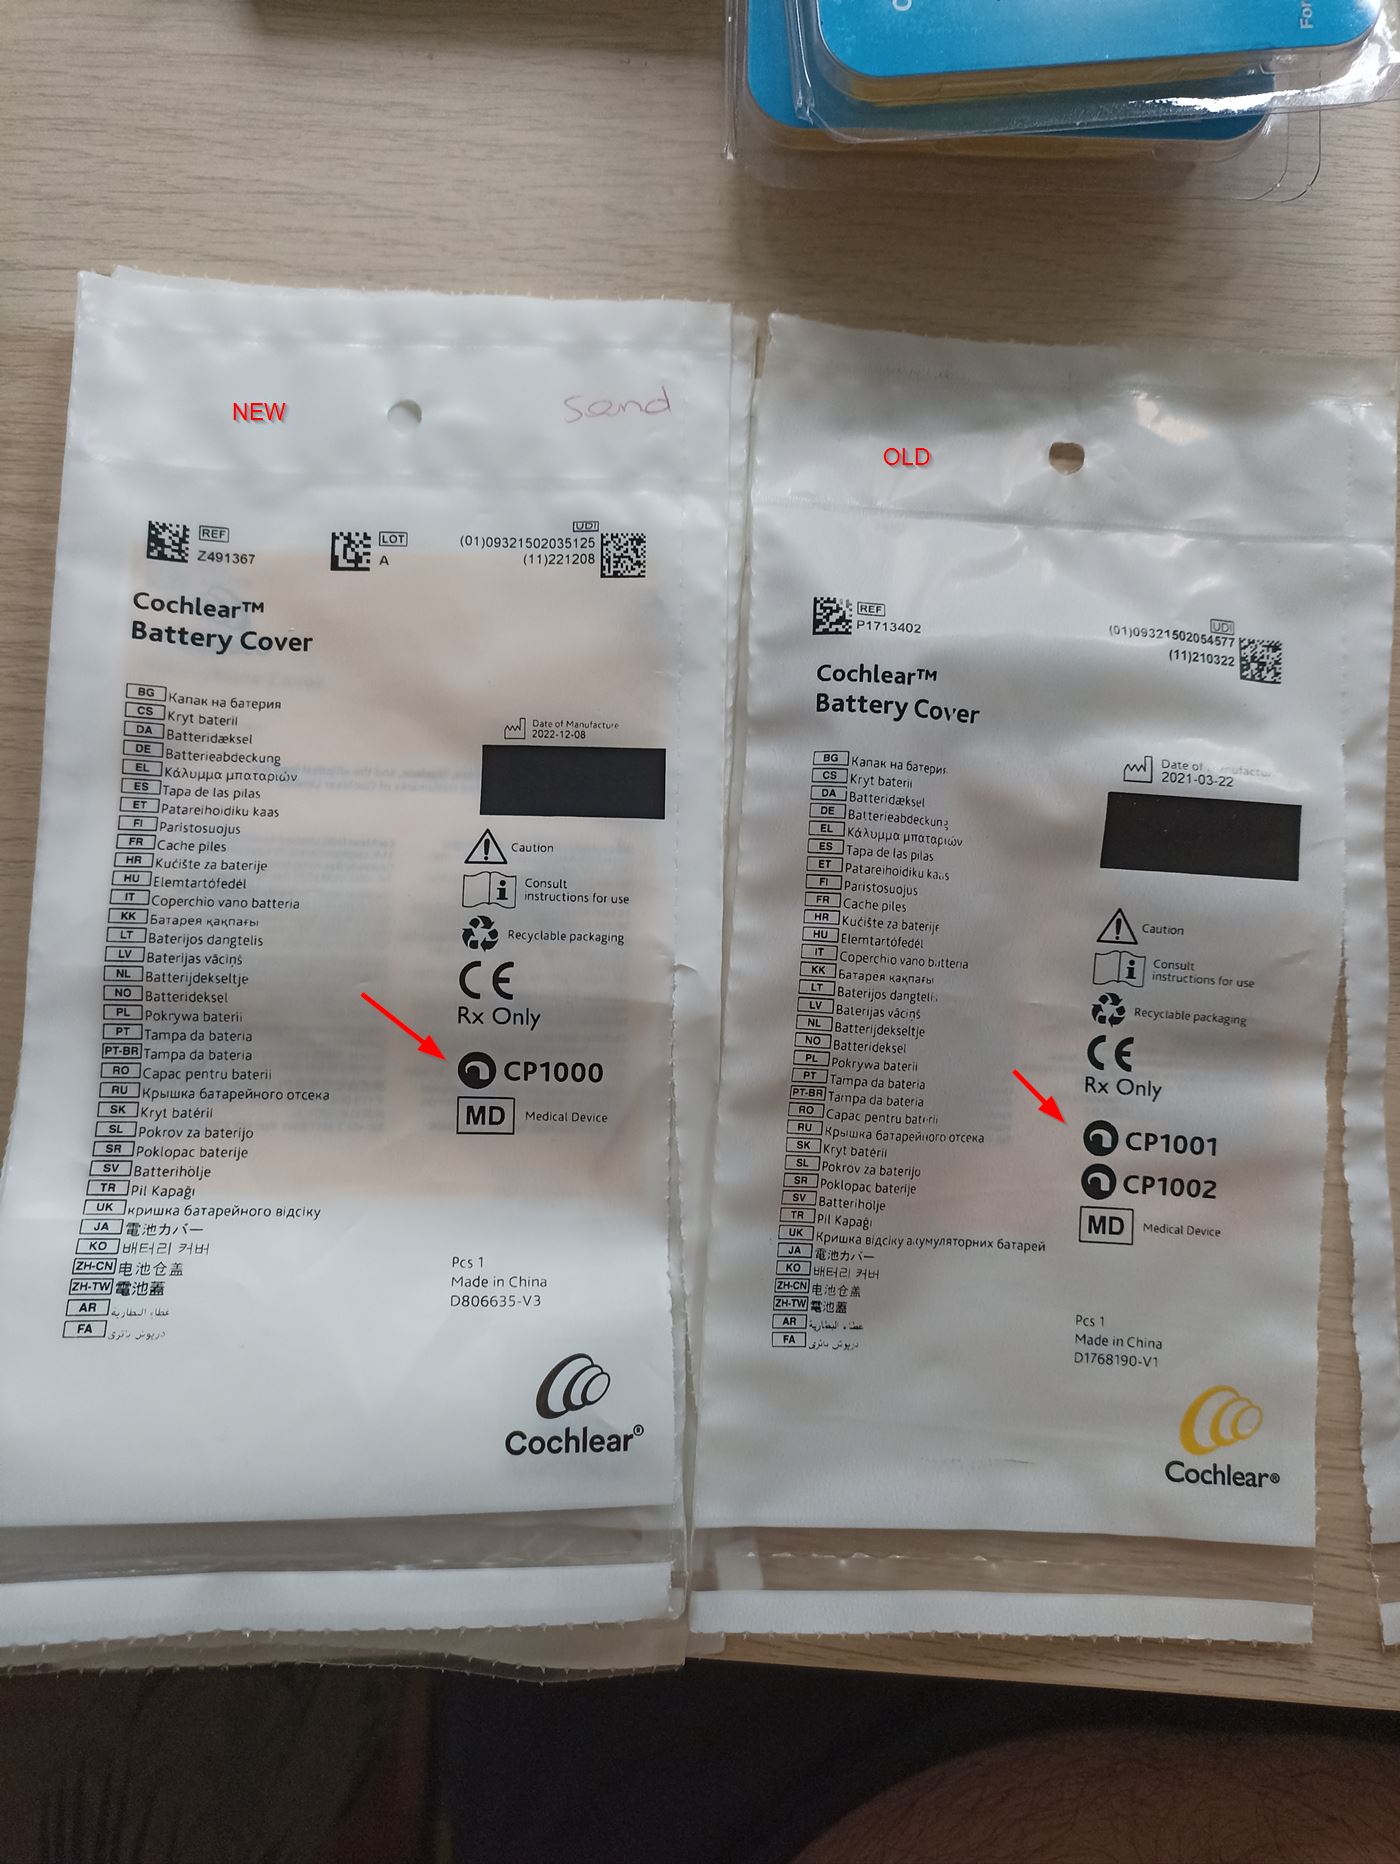 For
NEW
Sand
REF
Z491367
LOT
A
UDI
(01)09321502035125
(11)221208
Cochlear™
Battery Cover
BG Капак на батерия
CS Kryt baterii
DA Batteridæksel
DE Batterieabdeckung
EL Κάλυμμα μπαταριών
ES Tapa de las pilas
ET Patareihoidiku kaas
FI Paristosuojus
FR Cache piles
HR Kućište za baterije
HU Elemtartófedél
IT Coperchio vano batteria
KK Батарея қақпағы
LT Baterijos dangtelis
LV Baterijas vāciņš
NL Batterijdekseltje
NO Batterideksel
PL Pokrywa baterii
PT Tampa da bateria
PT-BR Tampa da bateria
RO Capac pentru baterii
RU Крышка батарейного отсека
SK Kryt batérií
SL Pokrov za baterijo
SR Poklopac baterije
SV Batterihölje
TR Pil Kapağı
UK кришка батарейного відсіку
JA 電池カバー
KO 배터리 커버
ZH-CN 电池仓盖
ZH-TW 電池蓋
AR غطاء البطارية
FA درپوش باتری
Date of Manufacture
2022-12-08
Caution
Consult
instructions for use
Recyclable packaging
CE
Rx Only
CP1000
MD Medical Device
Pcs 1
Made in China
D806635-V3
Cochlear®
OLD
REF
P1713402
UDI
(01)09321502054577
(11)210322
Cochlear™
Battery Cover
BG Капак на батерия
CS Kryt baterii
DA Batteridæksel
DE Batterieabdeckung
EL Κάλυμμα μπαταριών
ES Tapa de las pilas
ET Patareihoidiku kaas
FI Paristosuojus
FR Cache piles
HR Kućište za baterije
HU Elemtartófedél
IT Coperchio vano batteria
KK Батарея қақпағы
LT Baterijos dangtelis
LV Baterijas vāciņš
NL Batterijdekseltje
NO Batterideksel
PL Pokrywa baterii
PT Tampa da bateria
PT-BR Tampa da bateria
RO Capac pentru baterii
RU Крышка батарейного отсека
SK Kryt batérií
SL Pokrov za baterijo
SR Poklopac baterije
SV Batterihölje
TR Pil Kapağı
UK Кришка відсіку акумуляторних батарей
JA 電池カバー
KO 배터리 커버
ZH-CN 电池仓盖
ZH-TW 電池蓋
AR غطاء البطارية
FA درپوش باتری
Date of Manufacture
2021-03-22
Caution
Consult
instructions for use
Recyclable packaging
CE
Rx Only
CP1001
CP1002
MD Medical Device
Pcs 1
Made in China
D1768190-V1
Cochlear®